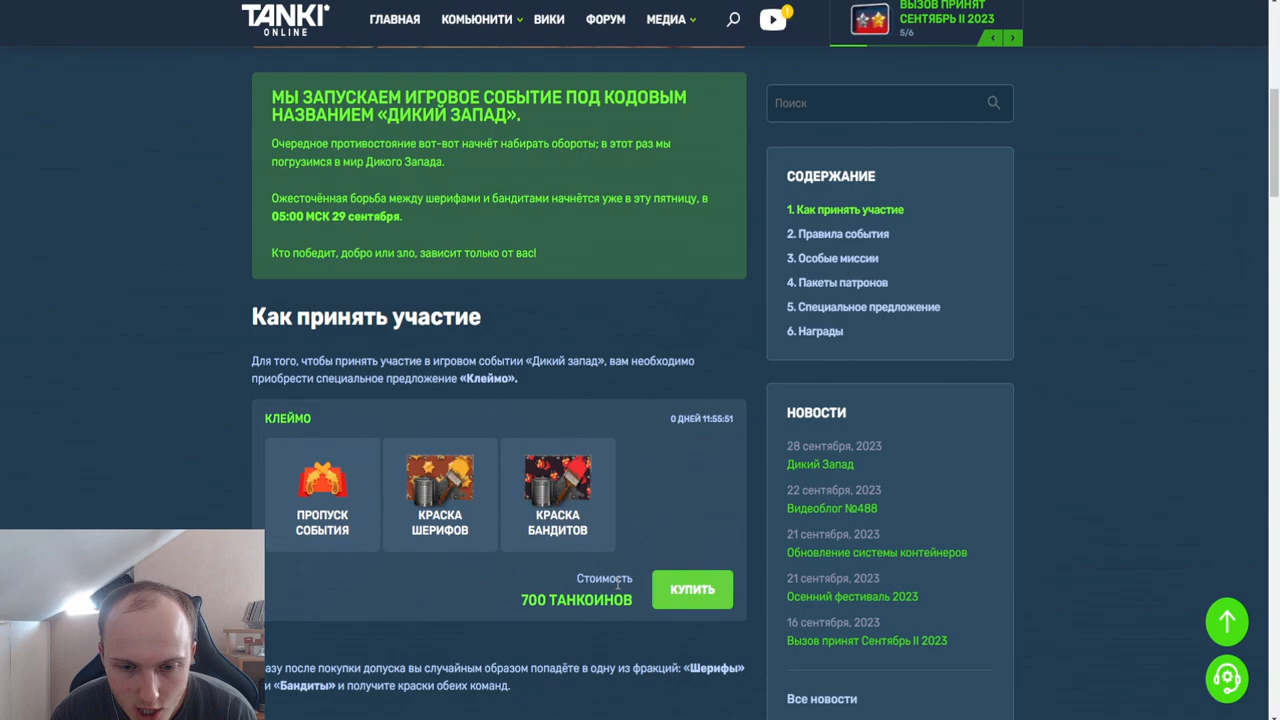 TANKI
ONLINE
ГЛАВНАЯ
КОМЬЮНИТИ
ВИКИ
ФОРУМ
МЕДИА
!
ВЫЗОВ ПРИНЯТ
СЕНТЯБРЬ II 2023
5/6
МЫ ЗАПУСКАЕМ ИГРОВОЕ СОБЫТИЕ ПОД КОДОВЫМ
НАЗВАНИЕМ «ДИКИЙ ЗАПАД».
Очередное противостояние вот-вот начнёт набирать обороты; в этот раз мы
погрузимся в мир Дикого Запада.
Ожесточённая борьба между шерифами и бандитами начнётся уже в эту пятницу, в
05:00 МСК 29 сентября.
Кто победит, добро или зло, зависит только от вас!
Как принять участие
Для того, чтобы принять участие в игровом событии «Дикий запад», вам необходимо
приобрести специальное предложение «Клеймо».
КЛЕЙМО
0 ДНЕЙ 11:55:51
ПРОПУСК
СОБЫТИЯ
КРАСКА
ШЕРИФОВ
КРАСКА
БАНДИТОВ
Стоимость
700 ТАНКОИНОВ
КУПИТЬ
азу после покупки допуска вы случайным образом попадёте в одну из фракций: «Шерифы»
и «Бандиты» и получите краски обеих команд.
Поиск
СОДЕРЖАНИЕ
1. Как принять участие
2. Правила события
3. Особые миссии
4. Пакеты патронов
5. Специальное предложение
6. Награды
НОВОСТИ
28 сентября, 2023
Дикий Запад
22 сентября, 2023
Видеоблог №488
21 сентября, 2023
Обновление системы контейнеров
21 сентября, 2023
Осенний фестиваль 2023
16 сентября, 2023
Вызов принят Сентябрь II 2023
Все новости